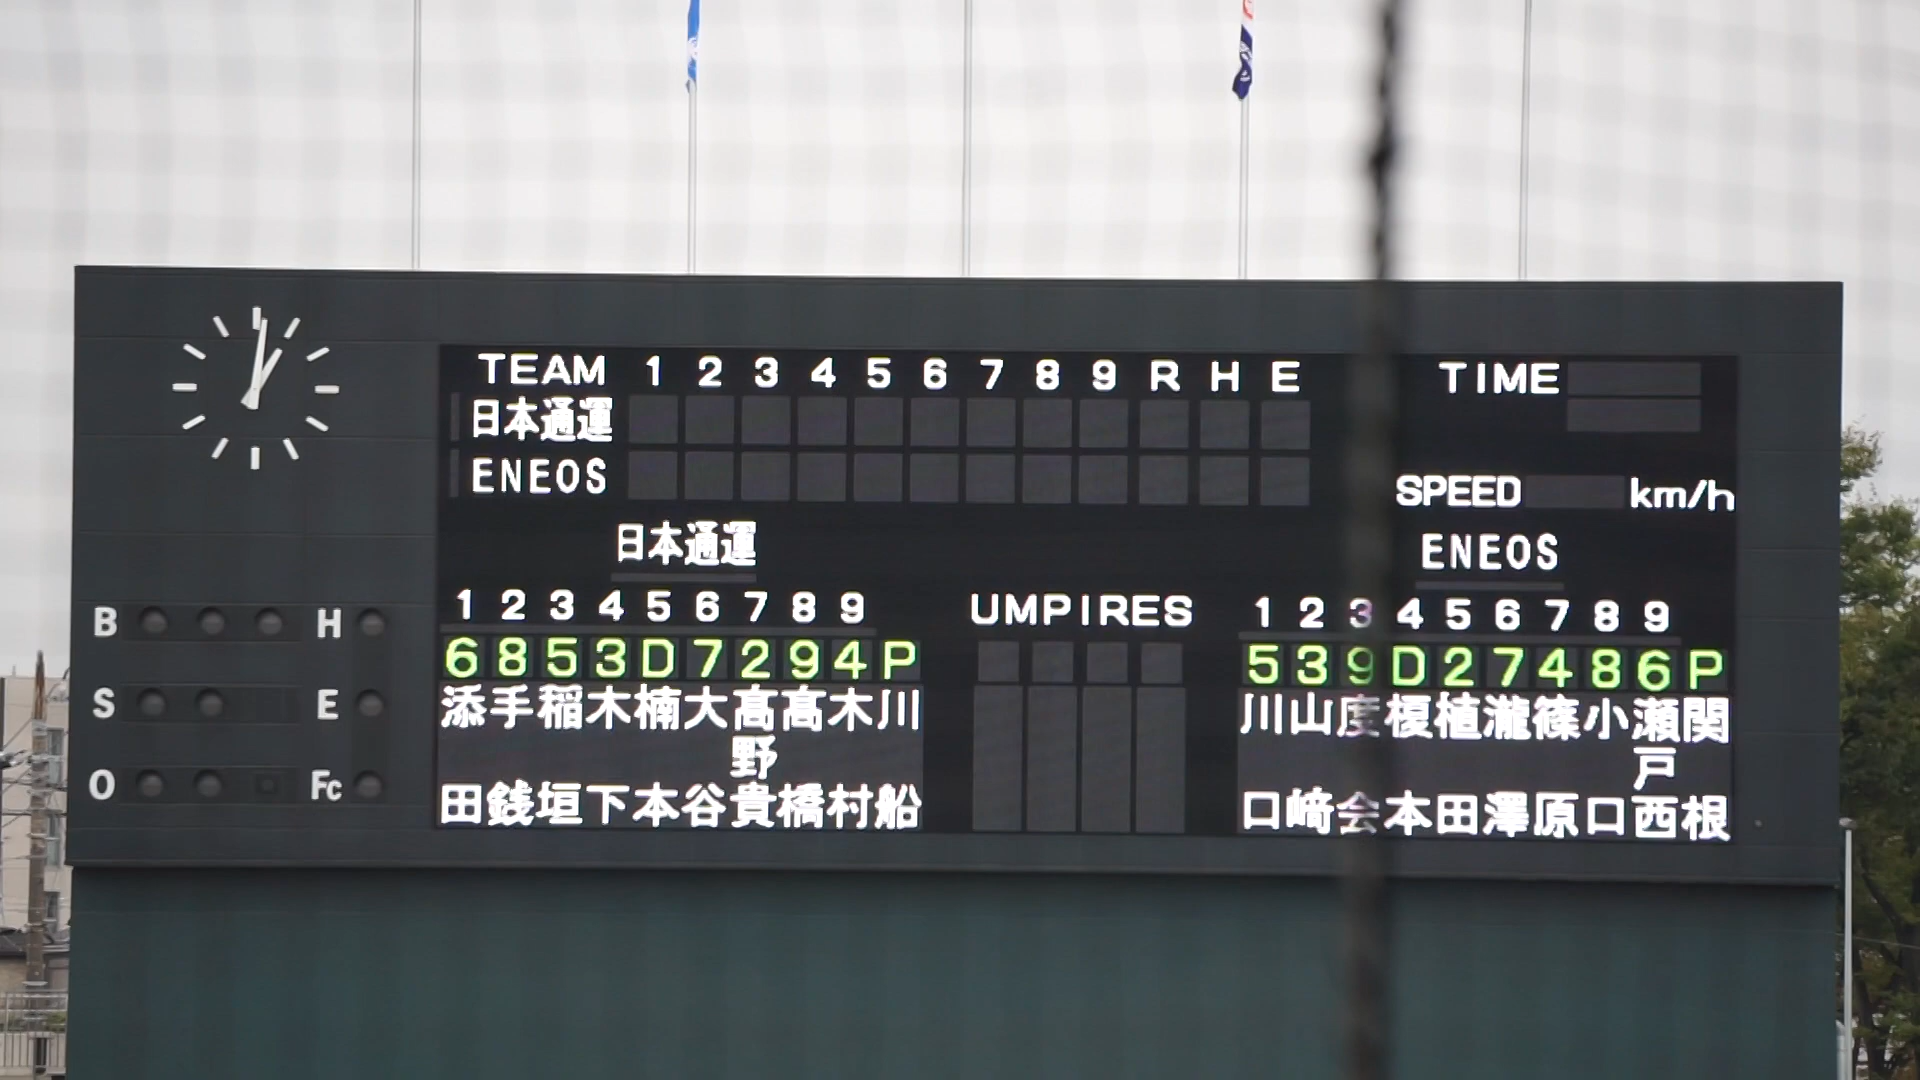 TEAM 1 2 3 4 5 6 7 8 9 R H E
日本通運
ENEOS
TIME
SPEED km/h
日本通運
1 2 3 4 5 6 7 8 9
6 8 5 3 D 7 2 9 4 P
添 手 稲 木 楠 大 髙 髙 木 川
野
田 銭 垣 下 本 谷 貴 橋 村 船
UMPIRES
ENEOS
1 2 3 4 5 6 7 8 9
5 3 9 D 2 7 4 8 6 P
川 山 度 榎 植 瀧 篠 小 瀬 関
戸
口 﨑 会 本 田 澤 原 口 西 根
B H
S E
O Fc